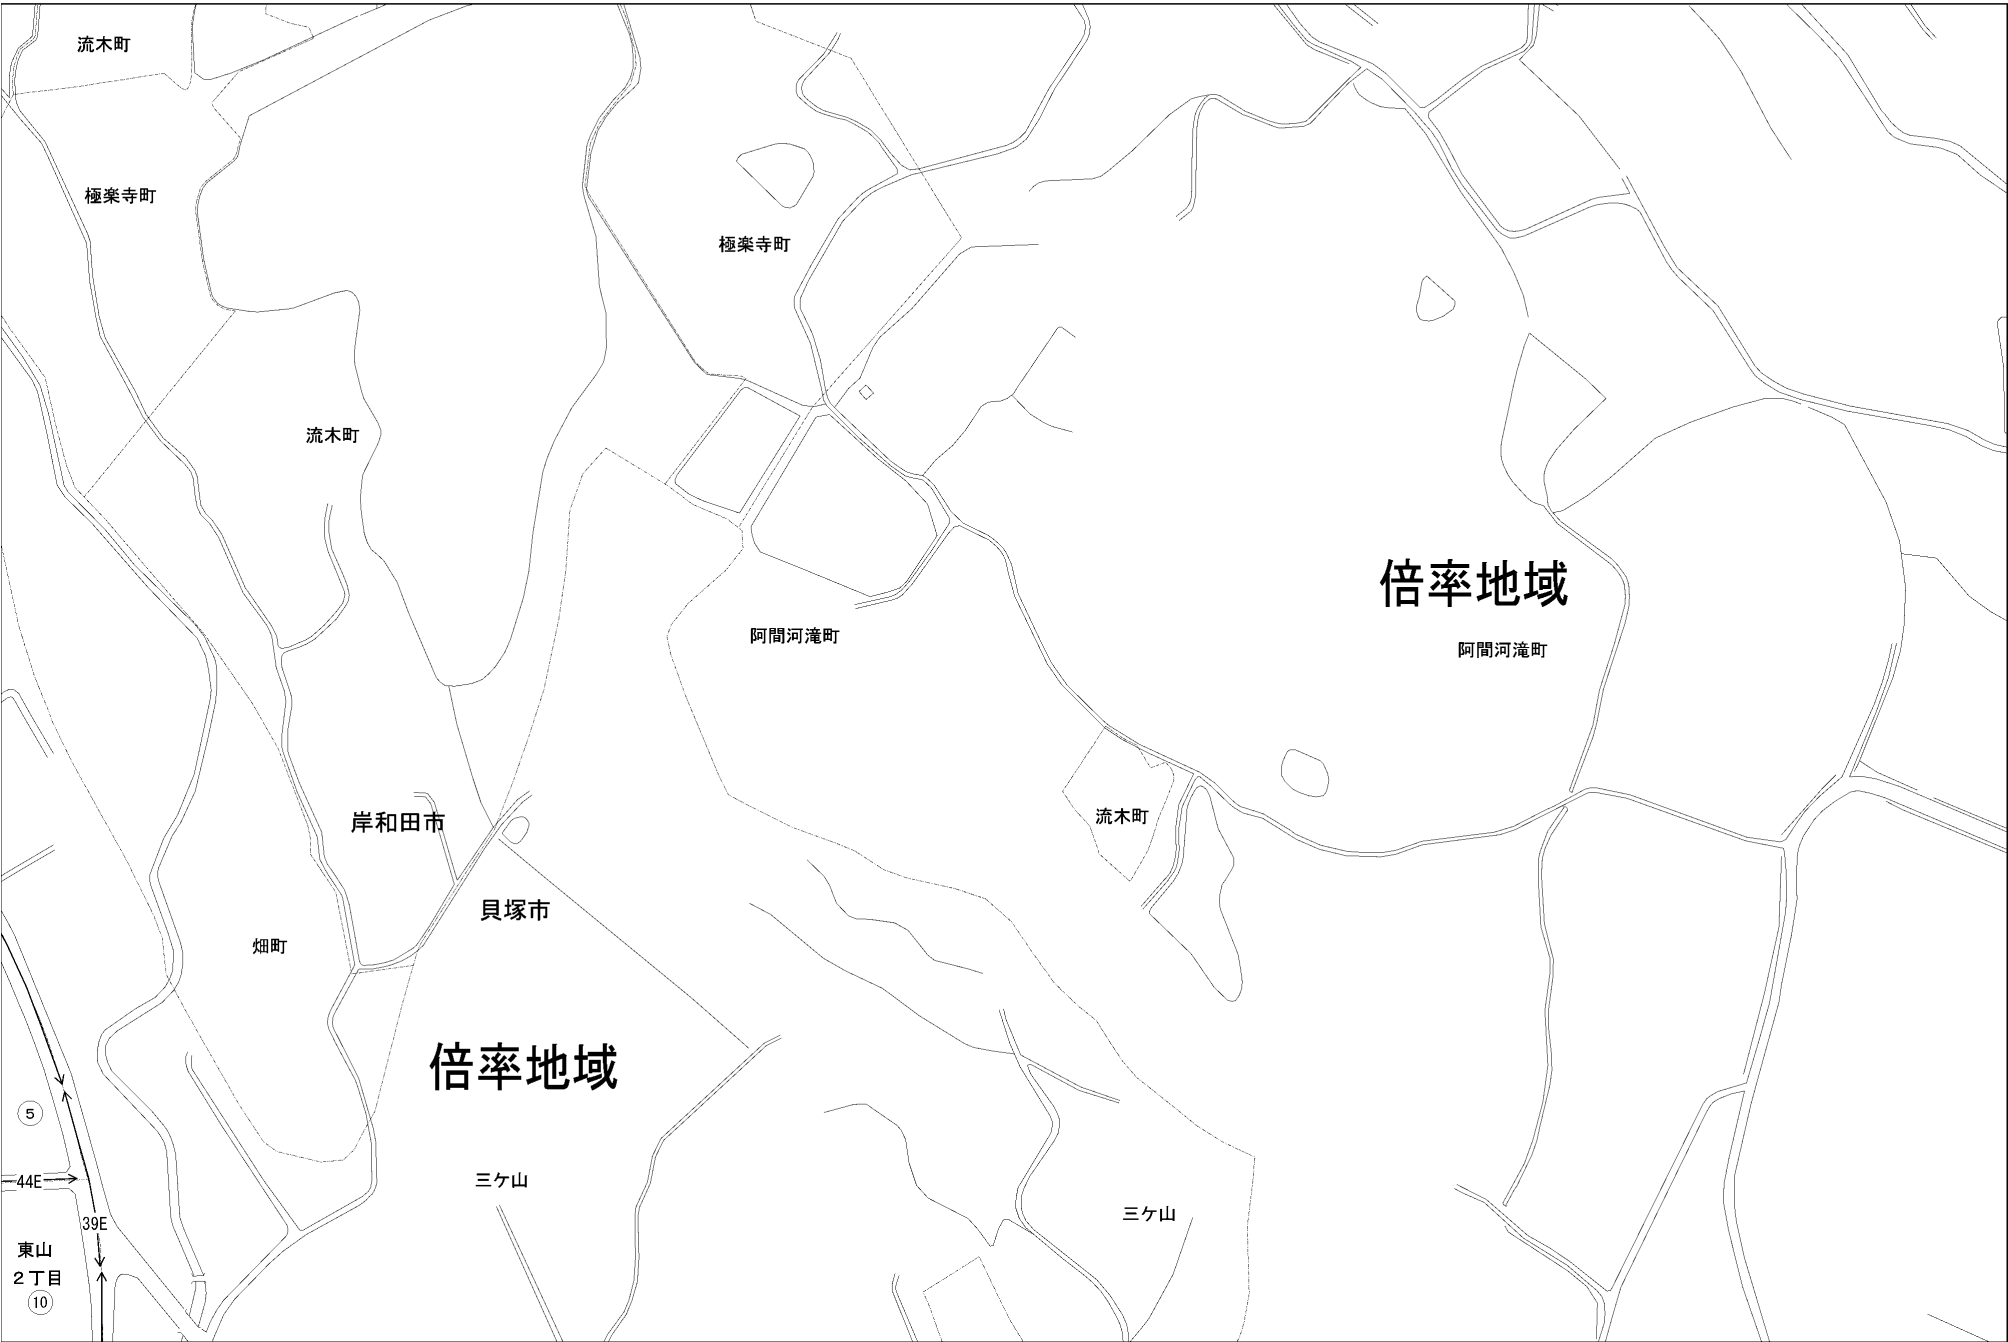 流木町
極楽寺町
極楽寺町
流木町
倍率地域
阿間河滝町
阿間河滝町
流木町
岸和田市
貝塚市
畑町
倍率地域
5
44E
三ケ山
三ケ山
39E
東山
2丁目
10